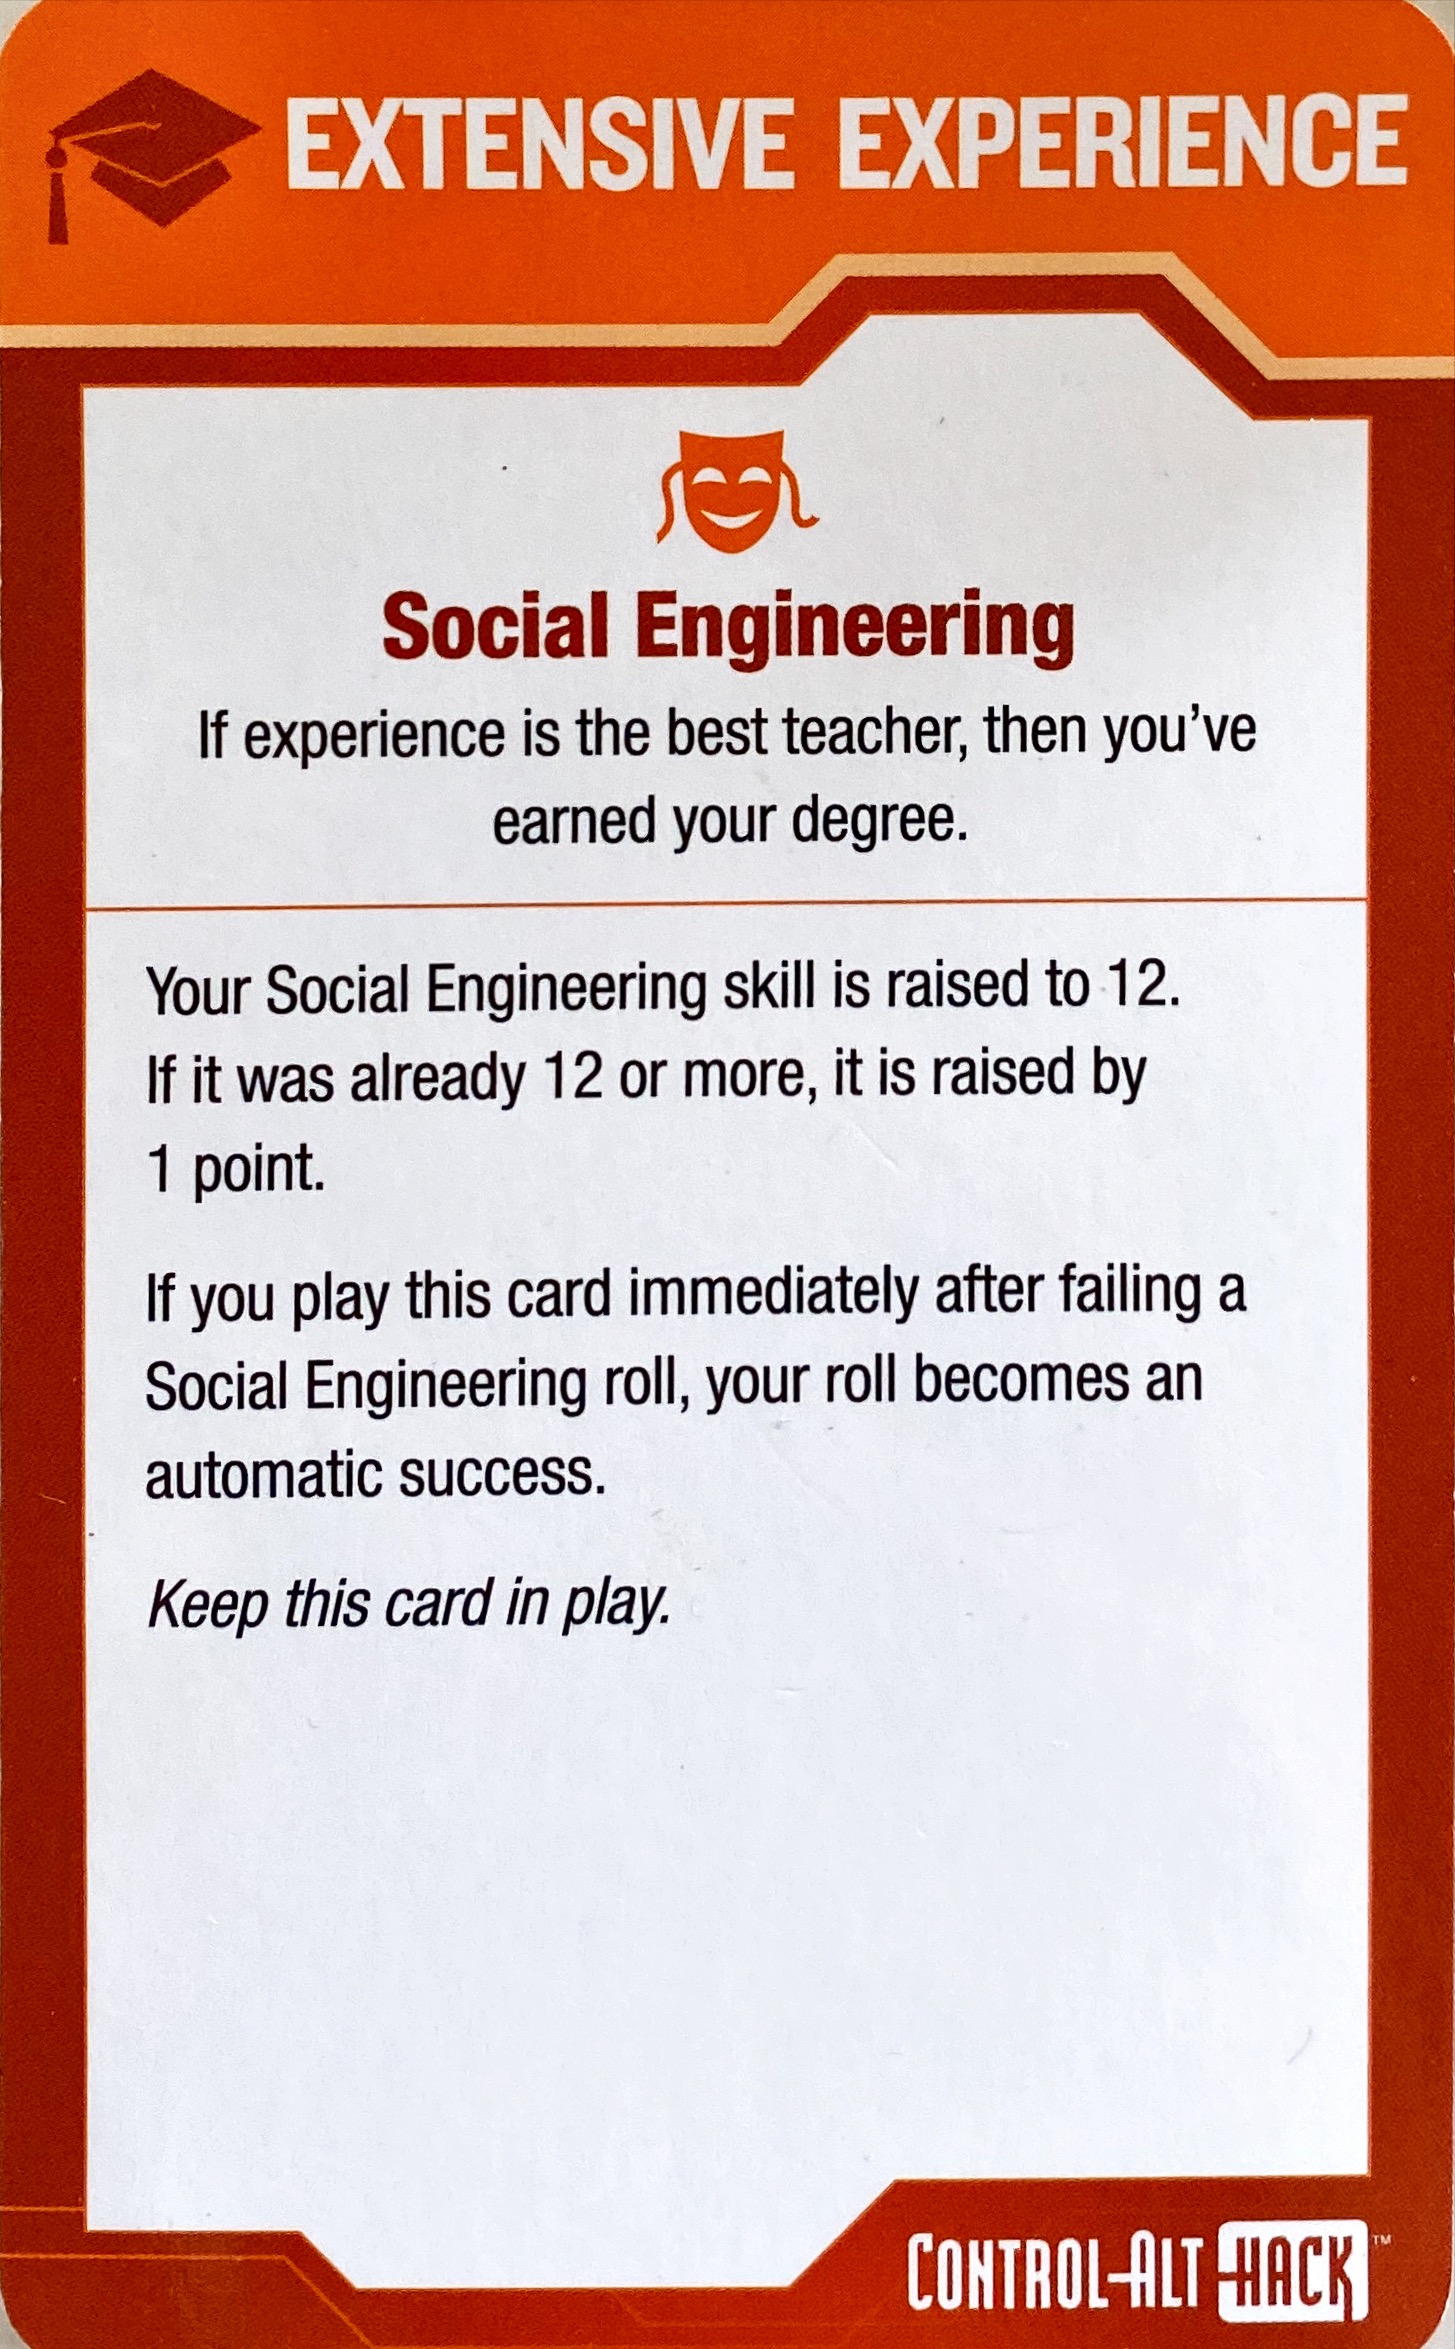 EXTENSIVE EXPERIENCE
Social Engineering
If experience is the best teacher, then you've
earned your degree.
Your Social Engineering skill is raised to 12.
If it was already 12 or more, it is raised by
1 point.
If you play this card immediately after failing a
Social Engineering roll, your roll becomes an
automatic success.
Keep this card in play.
CONTROL-ALT-HACK™